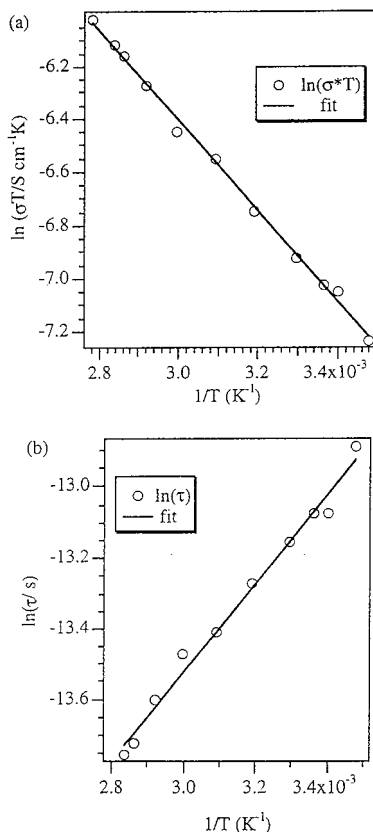 (a)
-6.2
-6.4
-6.6
-6.8
-7.0
-7.2
ln (σT/S cm⁻¹K)
ln(σ*T)
fit
2.8
3.0
3.2
3.4x10⁻³
1/T (K⁻¹)
(b)
-13.0
-13.2
-13.4
-13.6
ln(τ/ s)
ln(τ)
fit
2.8
3.0
3.2
3.4x10⁻³
1/T (K⁻¹)